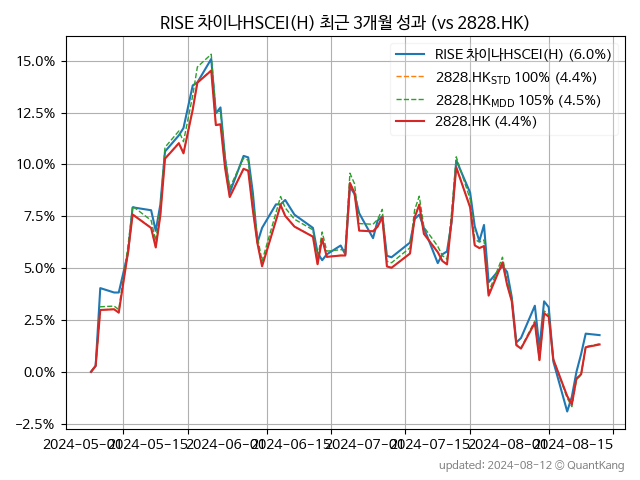 RISE 차이나HSCEI(H) 최근 3개월 성과 (vs 2828.HK)
RISE 차이나HSCEI(H) (6.0%)
2828.HK_STD 100% (4.4%)
2828.HK_MDD 105% (4.5%)
2828.HK (4.4%)
15.0%
12.5%
10.0%
7.5%
5.0%
2.5%
0.0%
−2.5%
2024-05-01 2024-05-15 2024-06-01 2024-06-15 2024-07-01 2024-07-15 2024-08-01 2024-08-15
updated: 2024-08-12 © QuantKang